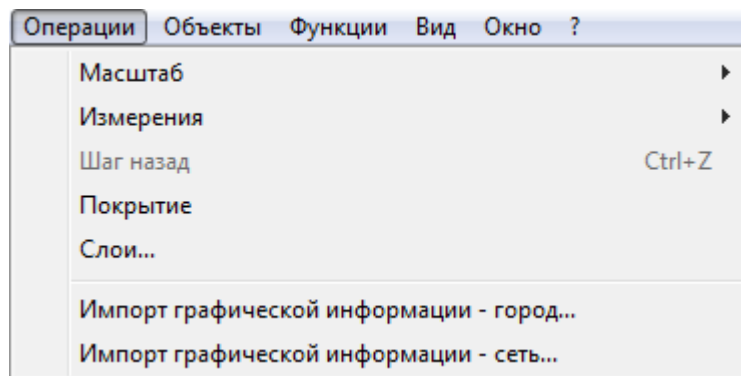 Операции Объекты Функции Вид Окно ?
Масштаб
Измерения
Шаг назад Ctrl+Z
Покрытие
Слои...
Импорт графической информации - город...
Импорт графической информации - сеть...